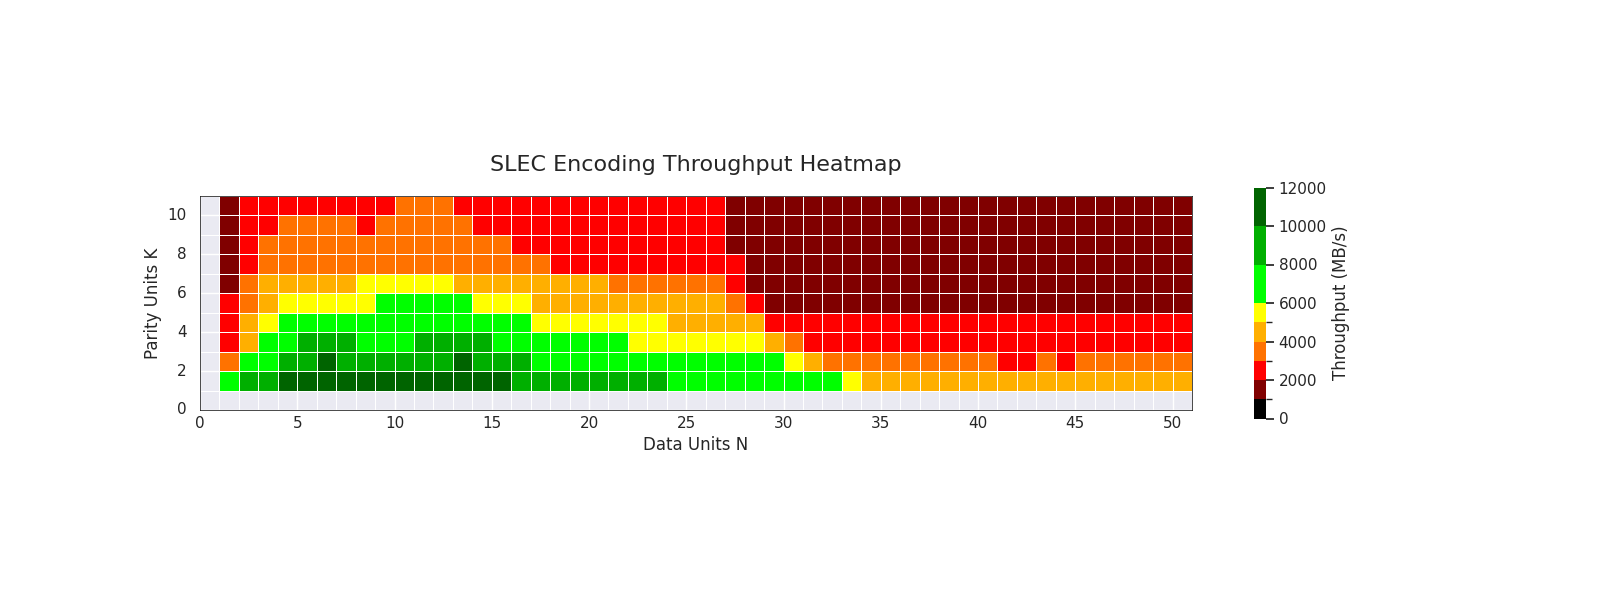 SLEC Encoding Throughput Heatmap
Parity Units K
10
8
6
4
2
0
0 5 10 15 20 25 30 35 40 45 50
Data Units N
12000
10000
8000
6000
4000
2000
0
Throughput (MB/s)